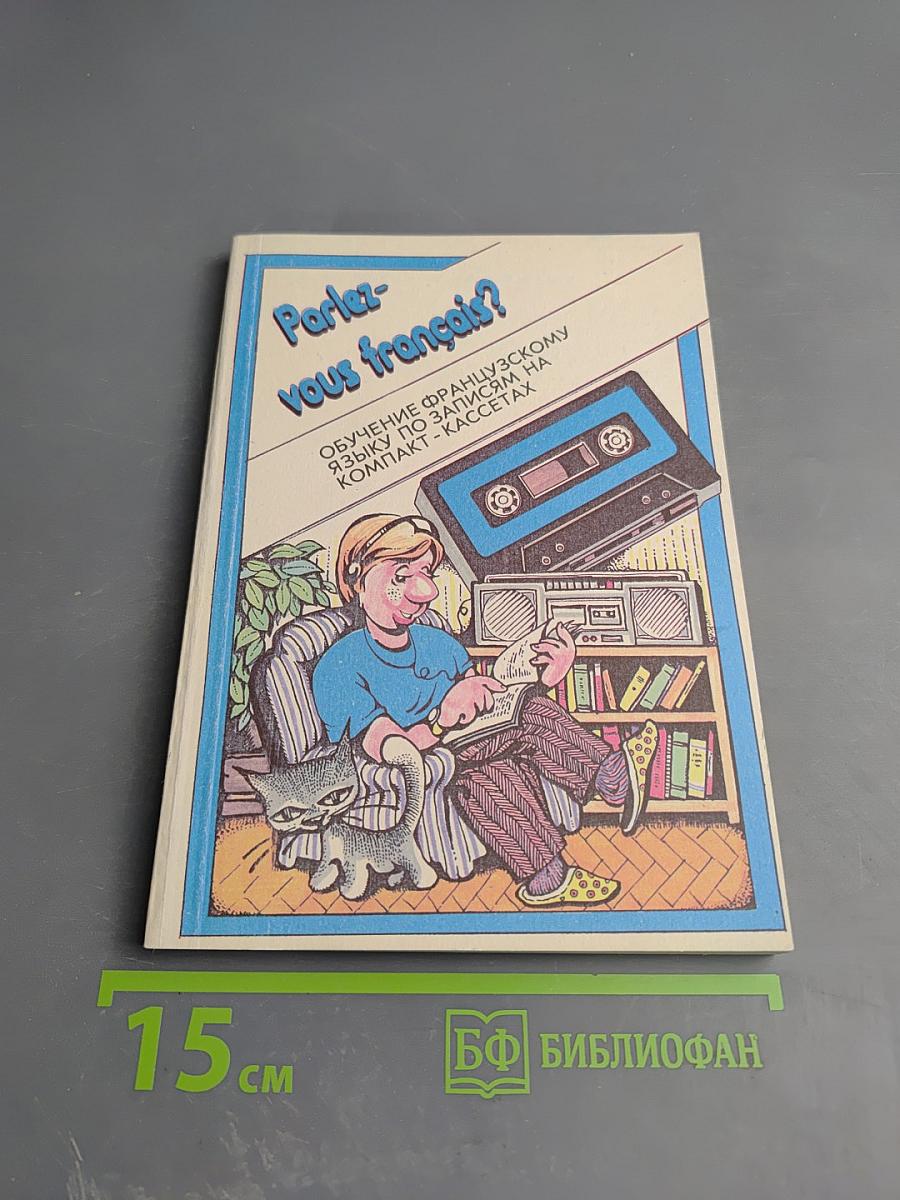 Parlez-
vous français?
ОБУЧЕНИЕ ФРАНЦУЗСКОМУ
ЯЗЫКУ ПО ЗАПИСЯМ НА
КОМПАКТ-КАССЕТАХ
15 см
БФ БИБЛИОФАН